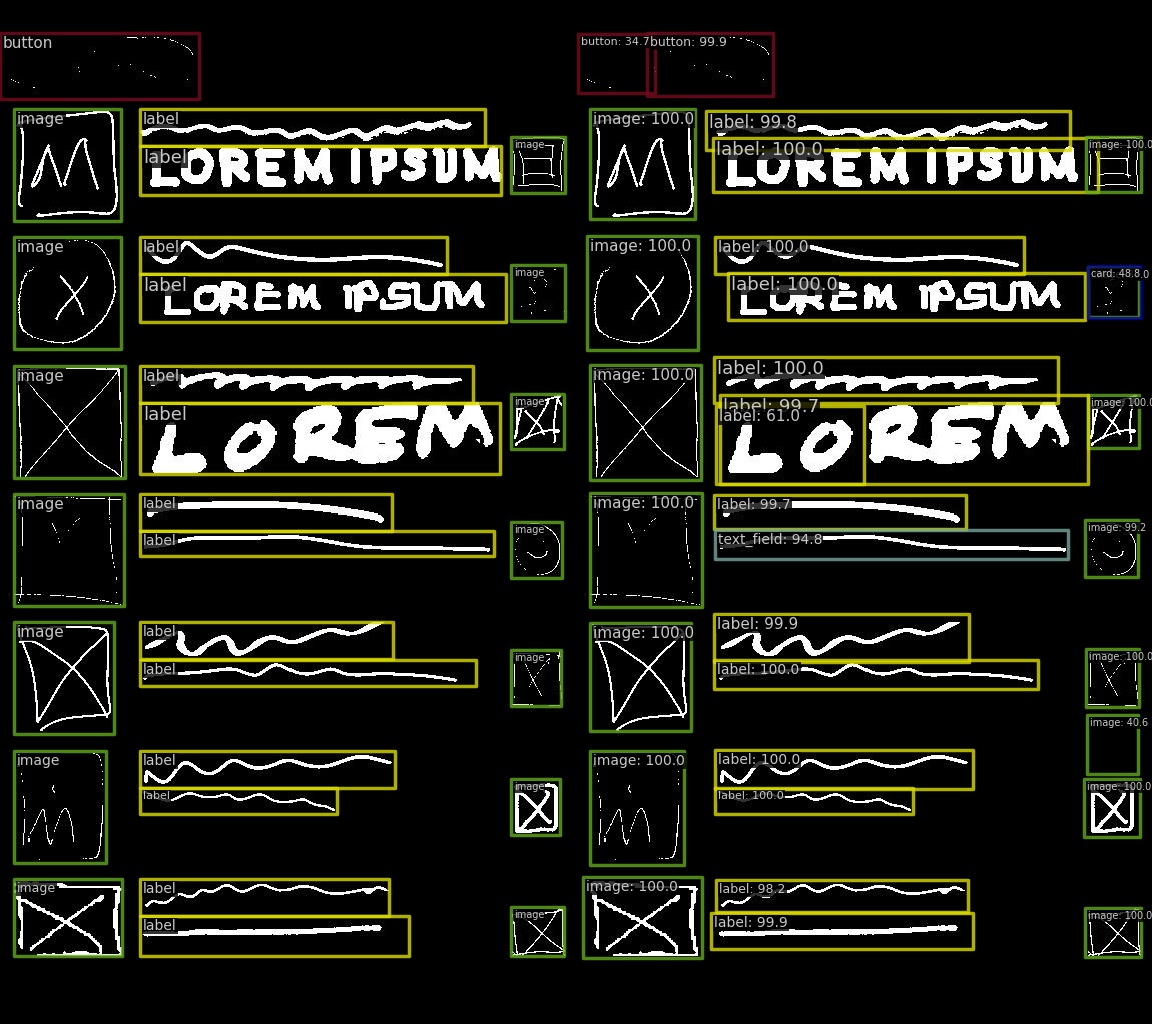 button
button: 34.7 button: 99.9
image label
LOREM IPSUM
label
image
image: 100.0 label: 99.8
label: 100.0
LOREM IPSUM
image: 100.0
image label
label
LOREM IPSUM
image
image: 100.0 label: 100.0
label: 100.0
LOREM IPSUM
card: 48.8
image label
label
LOREM
image
image: 100.0 label: 100.0
label: 99.7
label: 61.0
LOREM
image: 100.0
image label
label
image
image: 100.0 label: 99.7
text_field: 94.8
image: 99.2
image label
label
image
image: 100.0 label: 99.9
label: 100.0
image: 100.0
image: 40.6
image label
label
image
image: 100.0 label: 100.0
label: 100.0
image: 100.0
image label
label
image
image: 100.0 label: 98.2
label: 99.9
image: 100.0